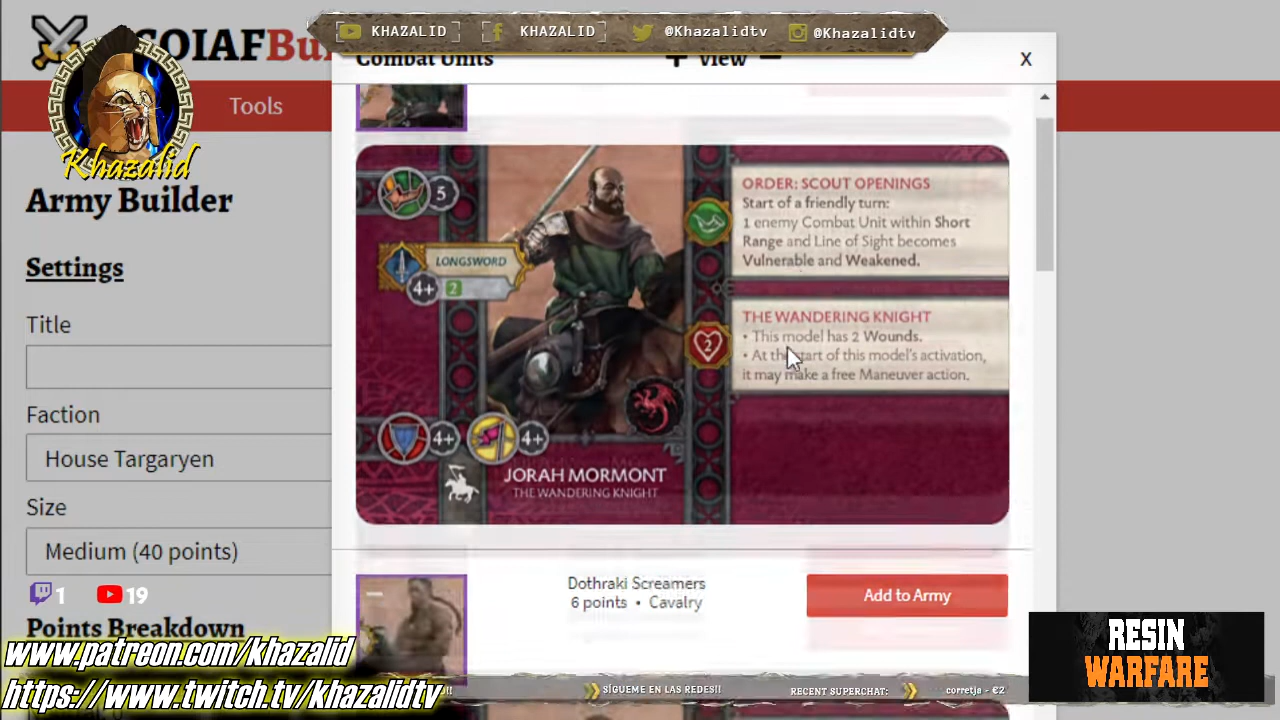 KHAZALID
KHAZALID
@Khazalidtv
@Khazalidtv
Tools
Khazalid
Combat Units
+ View −
X
Army Builder
Settings
Title
Faction
House Targaryen
Size
Medium (40 points)
1
19
Points Breakdown
5
LONGSWORD
4+
2
4+
4+
JORAH MORMONT
THE WANDERING KNIGHT
ORDER: SCOUT OPENINGS
Start of a friendly turn:
1 enemy Combat Unit within Short
Range and Line of Sight becomes
Vulnerable and Weakened.
2
THE WANDERING KNIGHT
• This model has 2 Wounds.
• At the start of this model's activation,
it may make a free Maneuver action.
Dothraki Screamers
6 points • Cavalry
Add to Army
RESIN
WARFARE
www.patreon.com/khazalid
https://www.twitch.tv/khazalidtv
SÍGUEME EN LAS REDES!!
RECENT SUPERCHAT:
corretja - €2